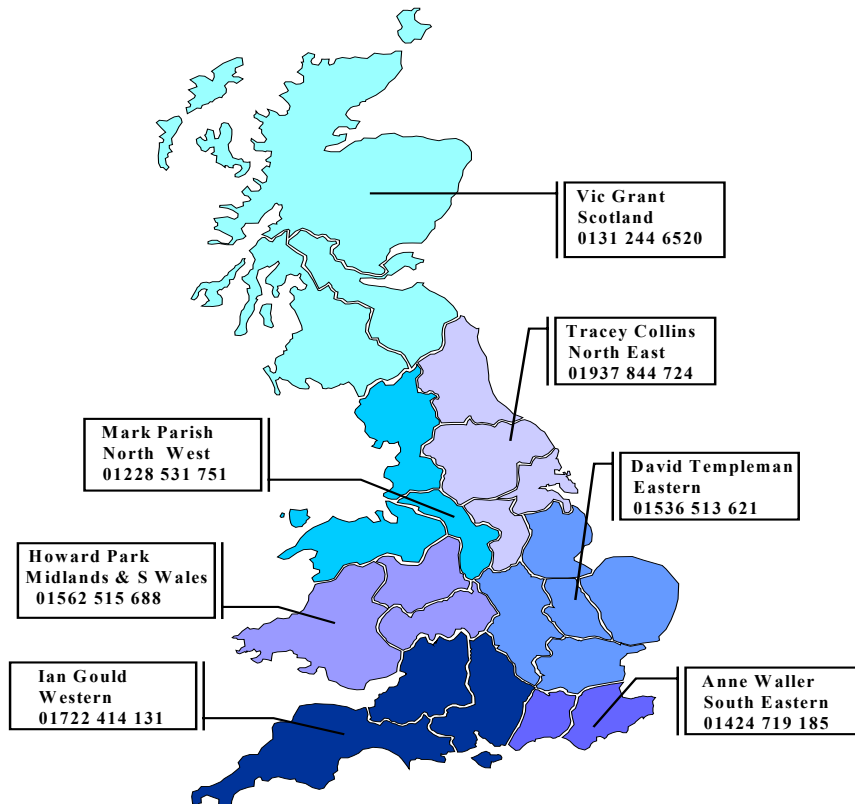 Vic Grant
Scotland
0131 244 6520
Tracey Collins
North East
01937 844 724
Mark Parish
North West
01228 531 751
David Templeman
Eastern
01536 513 621
Howard Park
Midlands & S Wales
01562 515 688
Ian Gould
Western
01722 414 131
Anne Waller
South Eastern
01424 719 185